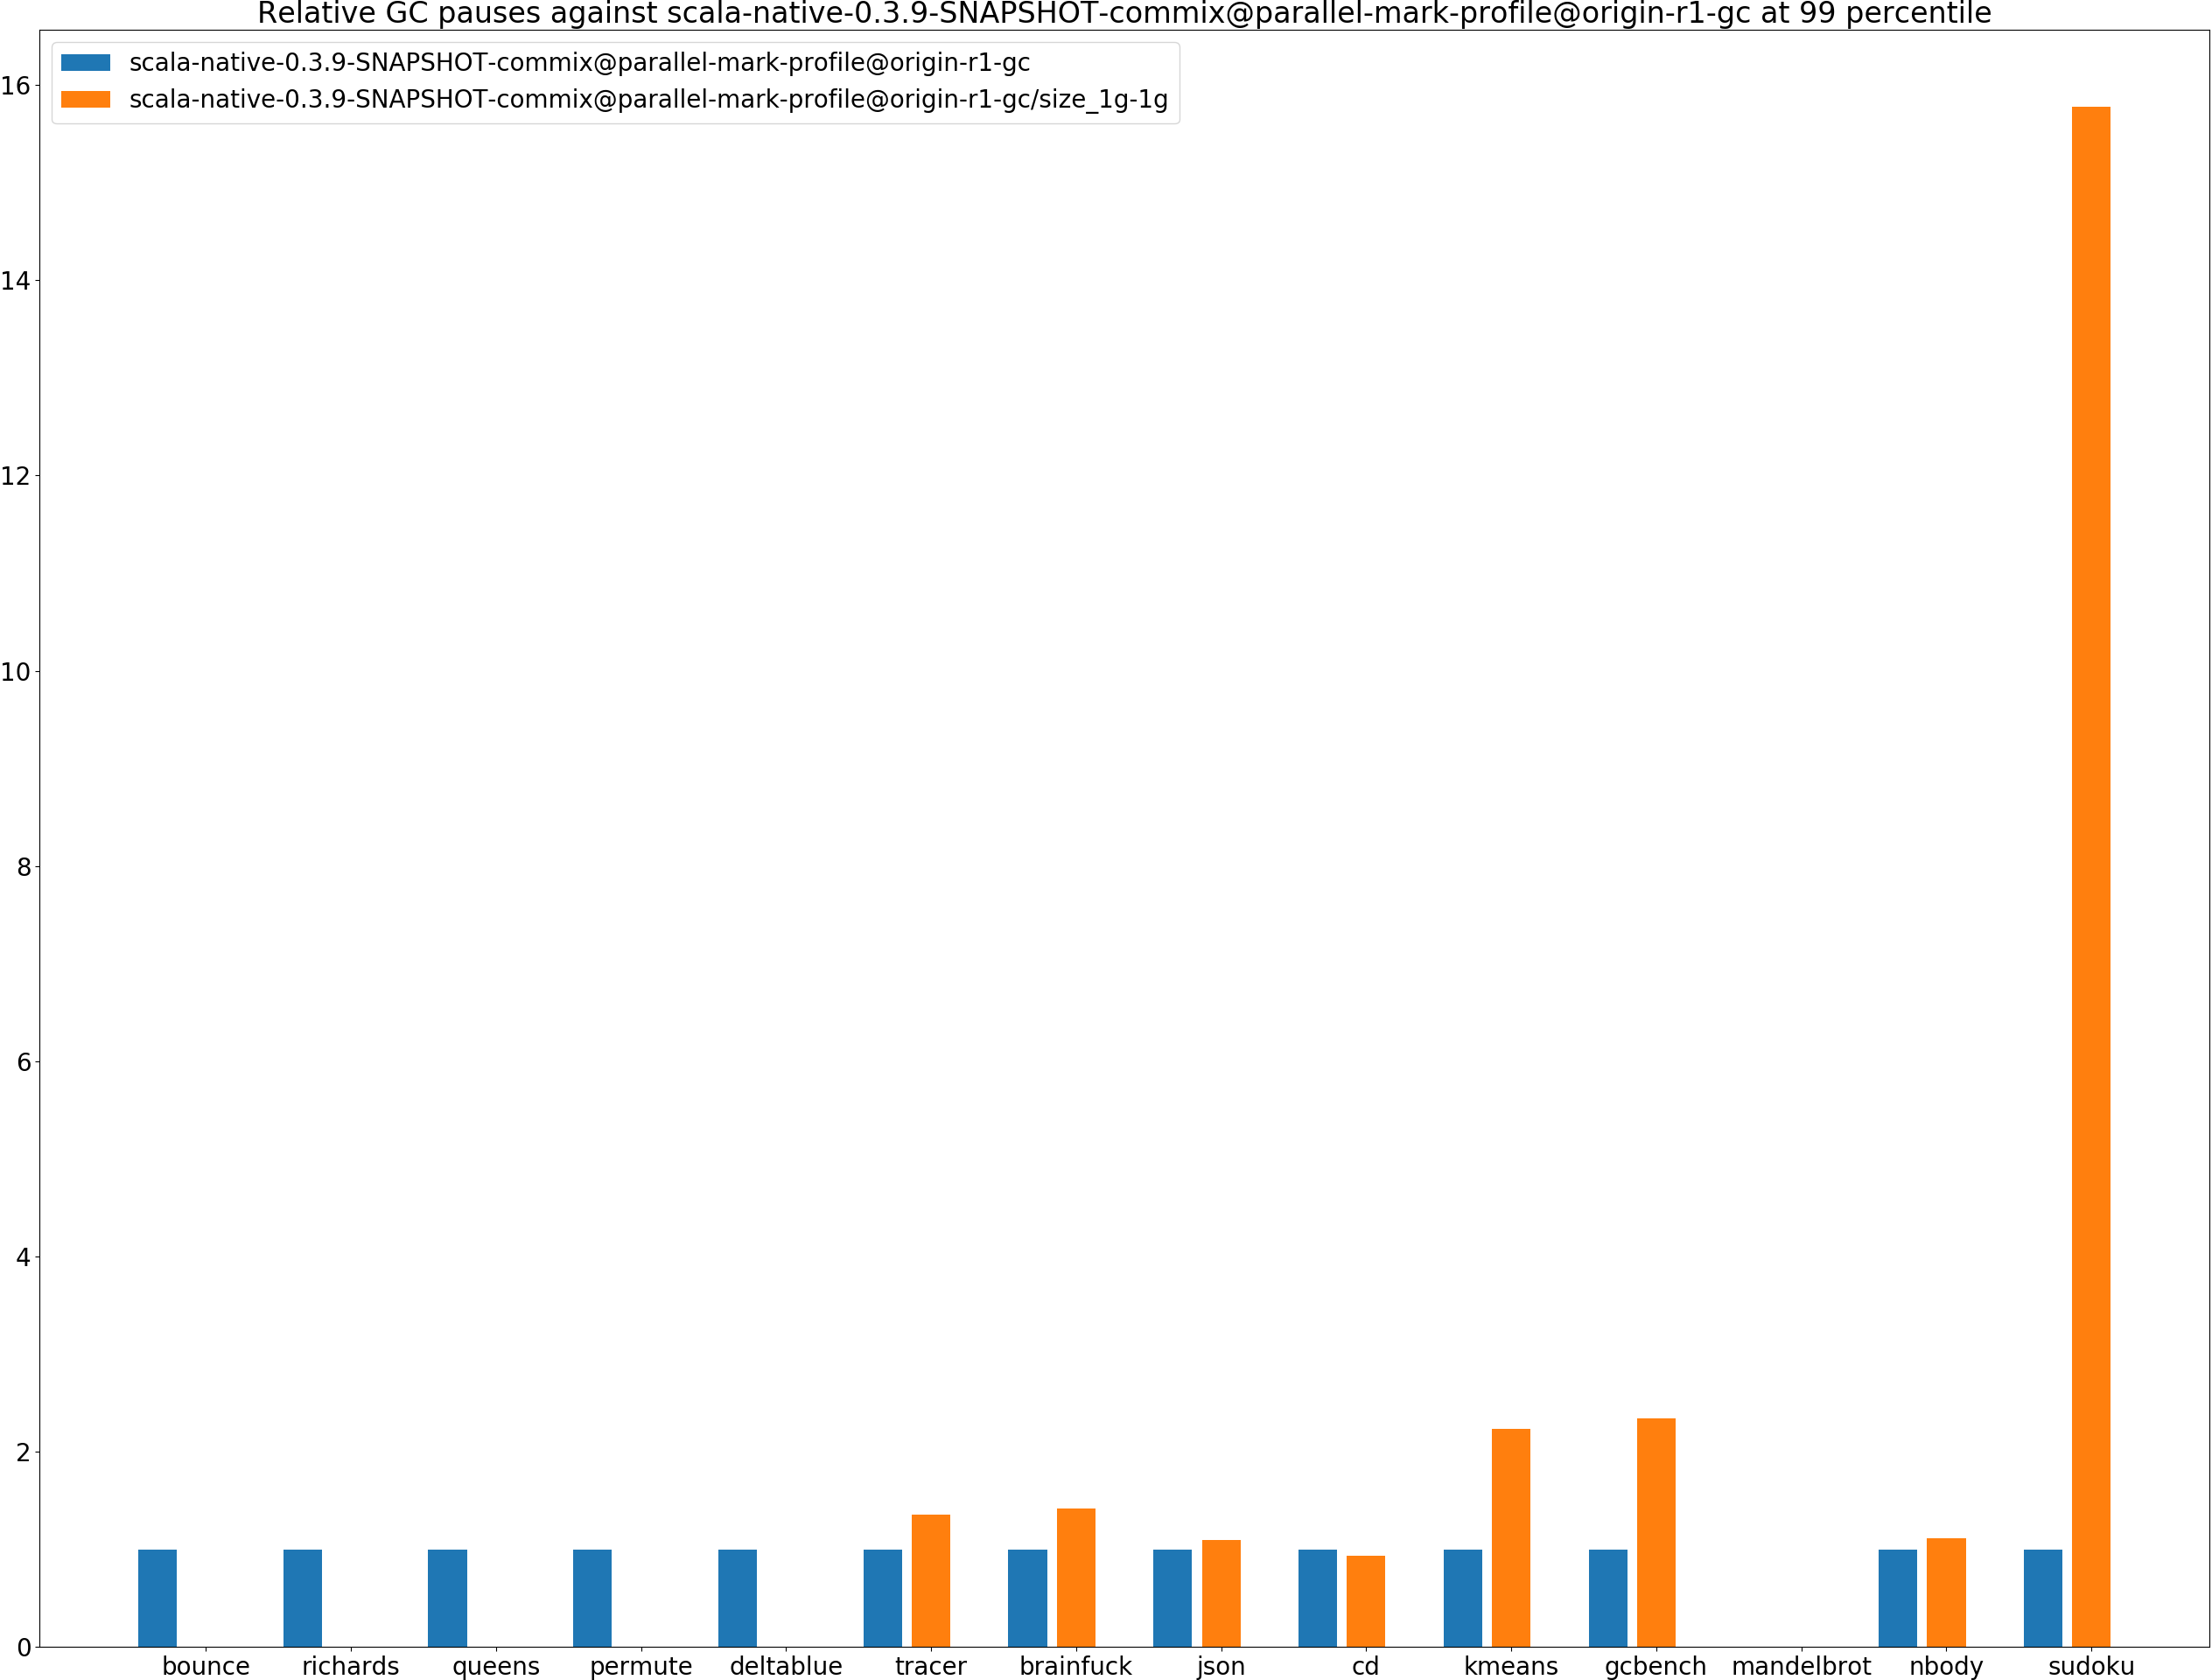 Relative GC pauses against scala-native-0.3.9-SNAPSHOT-commix@parallel-mark-profile@origin-r1-gc at 99 percentile
scala-native-0.3.9-SNAPSHOT-commix@parallel-mark-profile@origin-r1-gc
scala-native-0.3.9-SNAPSHOT-commix@parallel-mark-profile@origin-r1-gc/size_1g-1g
16
14
12
10
8
6
4
2
0
bounce richards queens permute deltablue tracer brainfuck json cd kmeans gcbench mandelbrot nbody sudoku